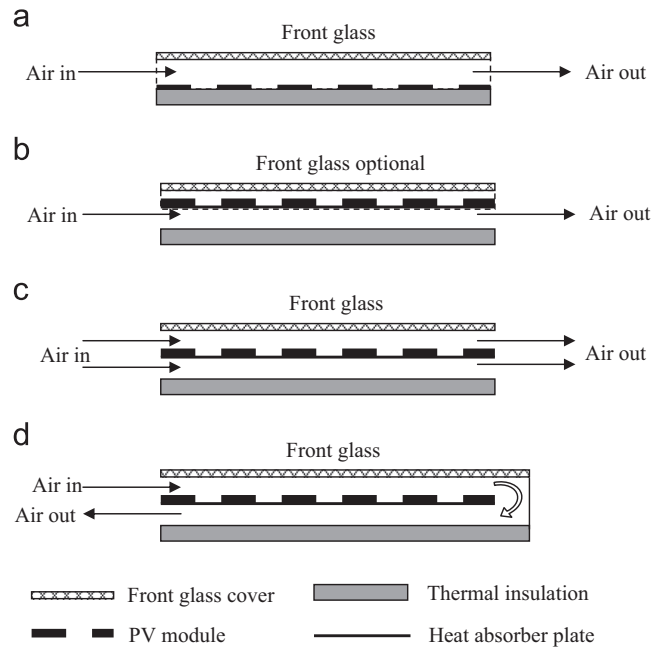 a
Front glass
Air in
Air out
b
Front glass optional
Air in
Air out
c
Front glass
Air in
Air out
d
Front glass
Air in
Air out
Front glass cover
Thermal insulation
PV module
Heat absorber plate